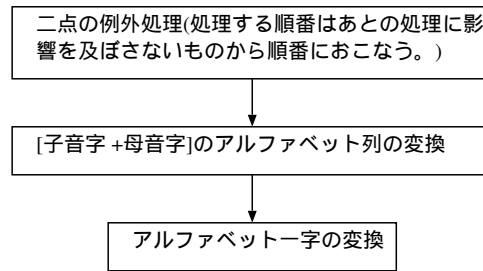 二点の例外処理(処理する順番はあとの処理に影
響を及ぼさないものから順番におこなう。)
[子音字 +母音字]のアルファベット列の変換
アルファベット一字の変換